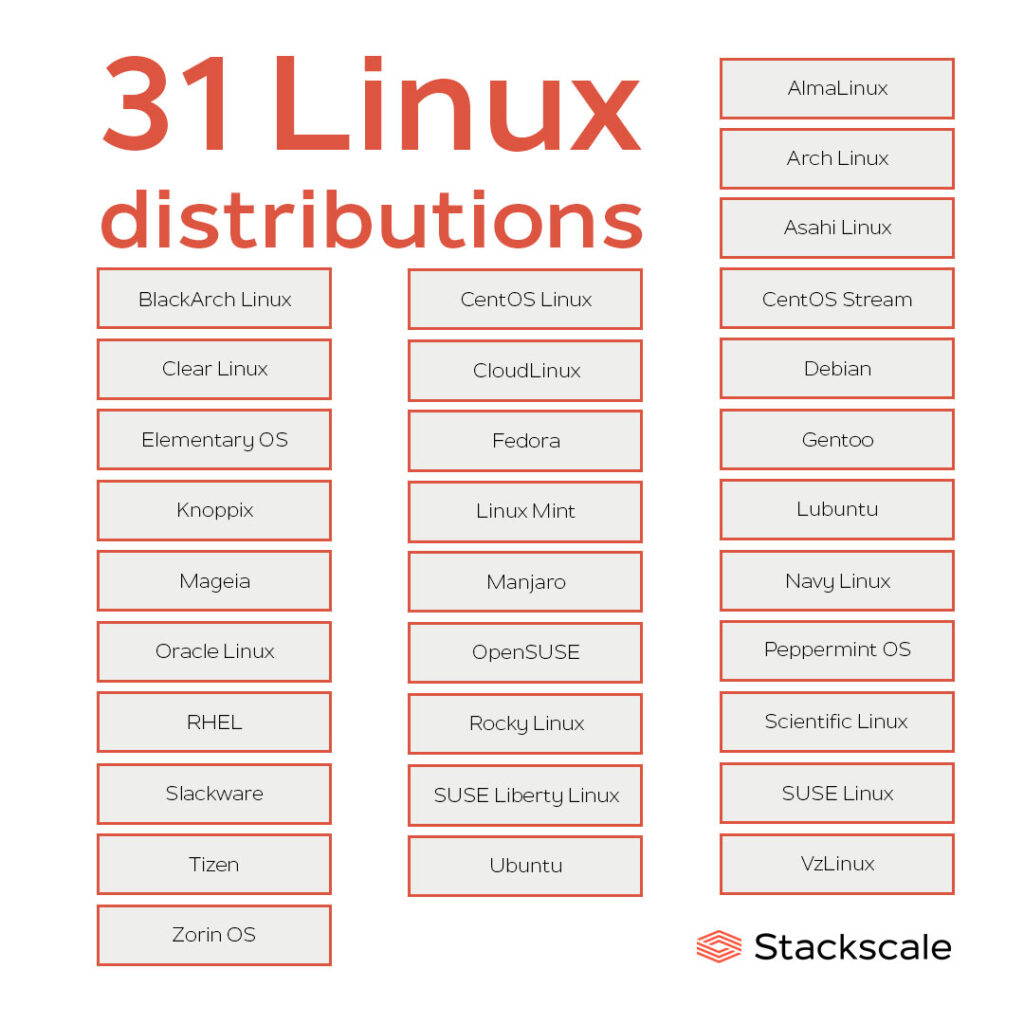 31 Linux
distributions
AlmaLinux
Arch Linux
Asahi Linux
BlackArch Linux
CentOS Linux
CentOS Stream
Clear Linux
CloudLinux
Debian
Elementary OS
Fedora
Gentoo
Knoppix
Linux Mint
Lubuntu
Mageia
Manjaro
Navy Linux
Oracle Linux
OpenSUSE
Peppermint OS
RHEL
Rocky Linux
Scientific Linux
Slackware
SUSE Liberty Linux
SUSE Linux
Tizen
Ubuntu
VzLinux
Zorin OS
Stackscale